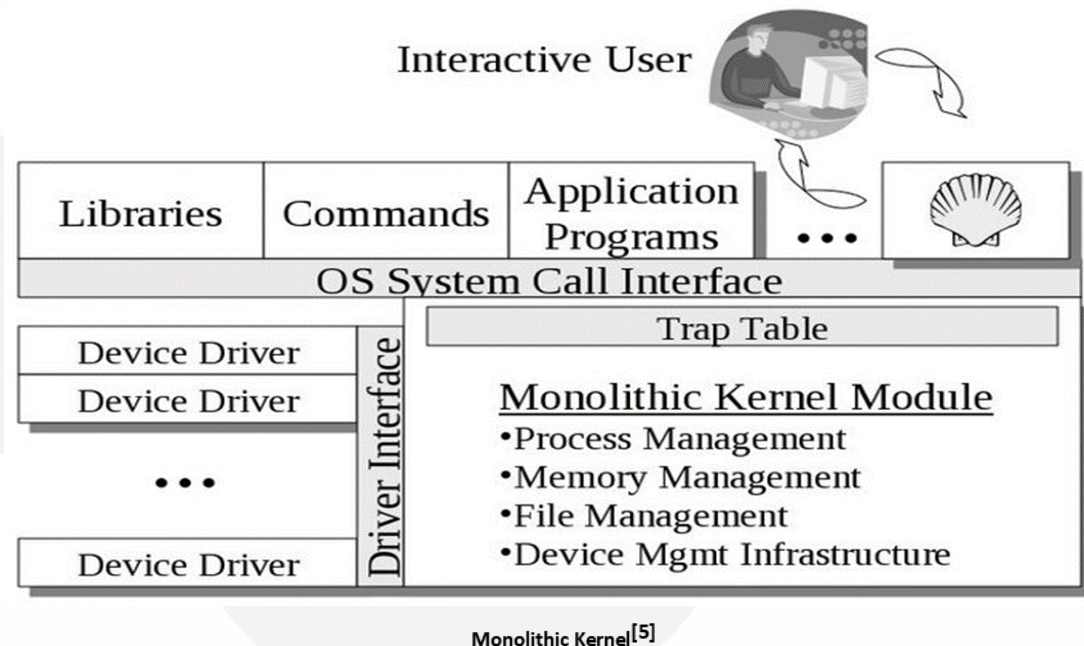 Interactive User
Libraries
Commands
Application
Programs
•••
OS System Call Interface
Device Driver
Device Driver
•••
Device Driver
Driver Interface
Trap Table
Monolithic Kernel Module
•Process Management
•Memory Management
•File Management
•Device Mgmt Infrastructure
Monolithic Kernel[5]